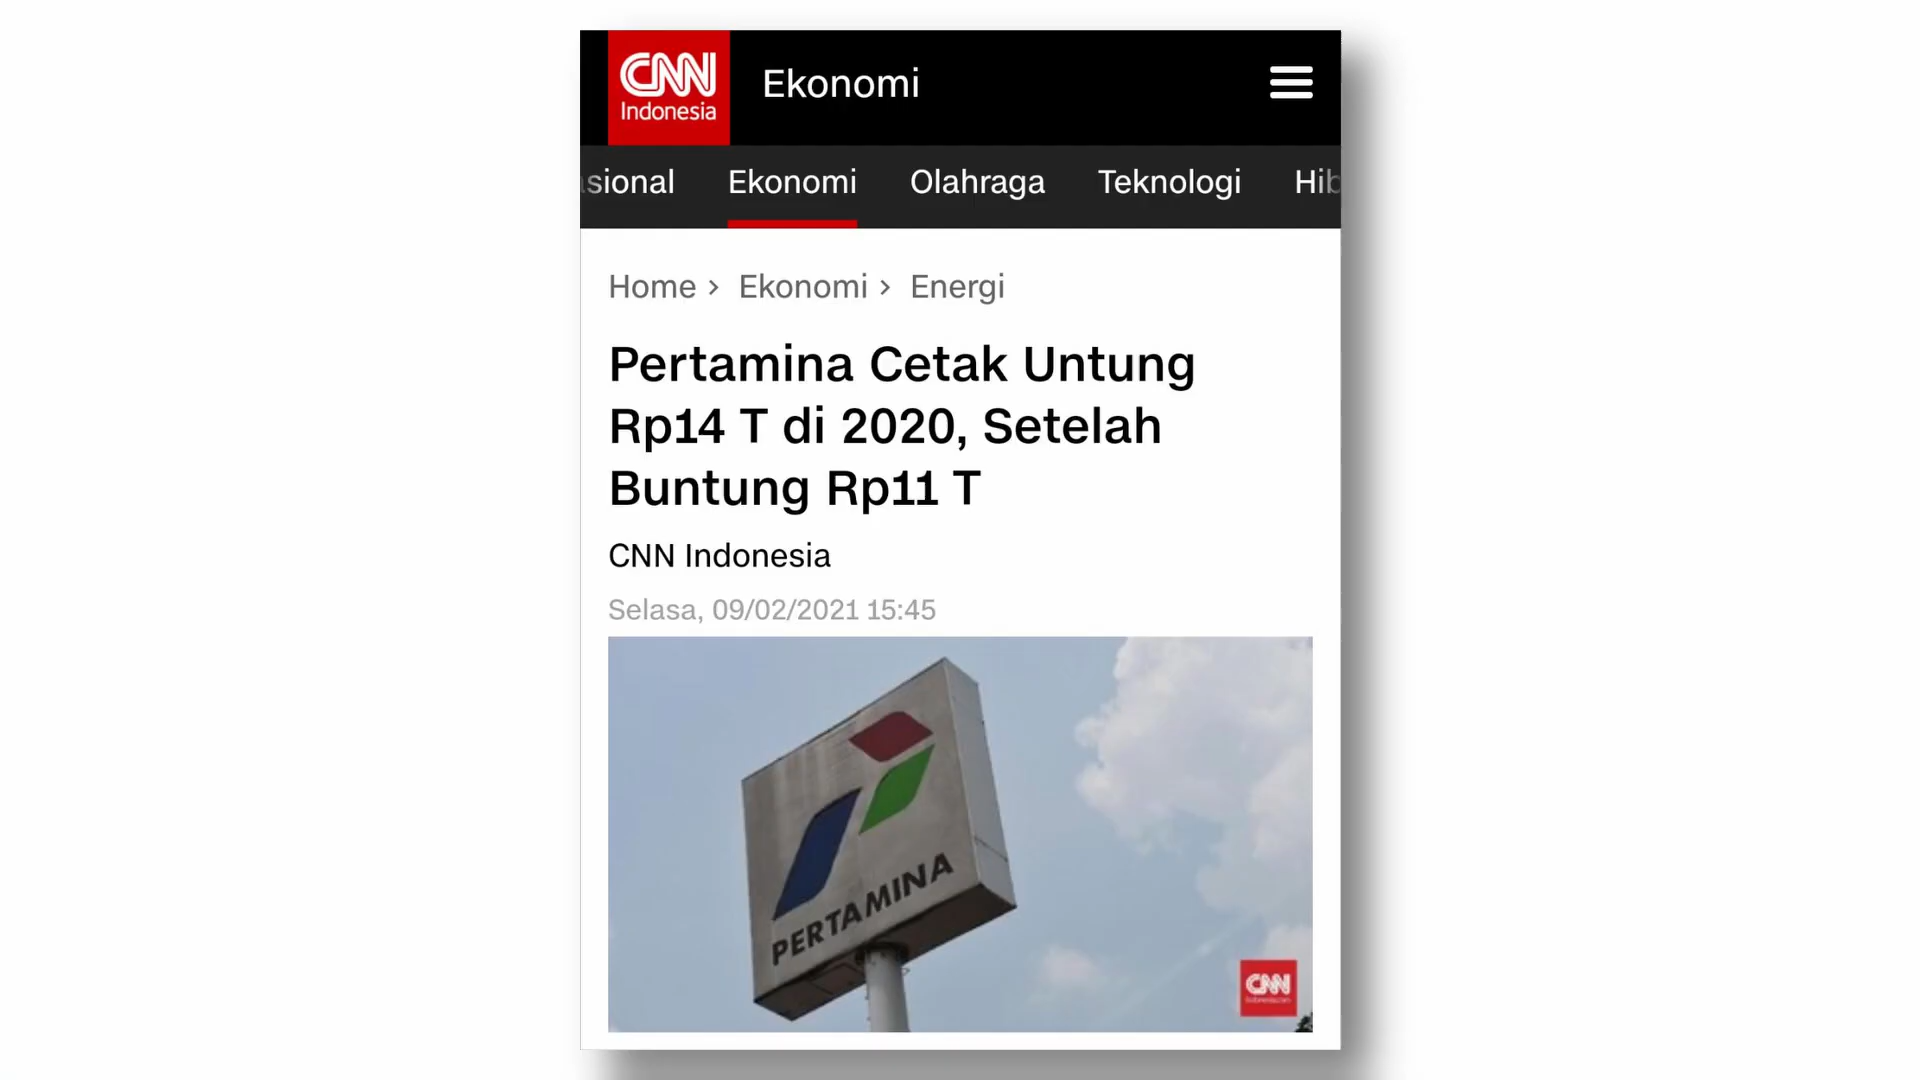 CNN
Indonesia
Ekonomi
sional
Ekonomi
Olahraga
Teknologi
Hib
Home › Ekonomi › Energi
Pertamina Cetak Untung
Rp14 T di 2020, Setelah
Buntung Rp11 T
CNN Indonesia
Selasa, 09/02/2021 15:45
PERTAMINA
CNN